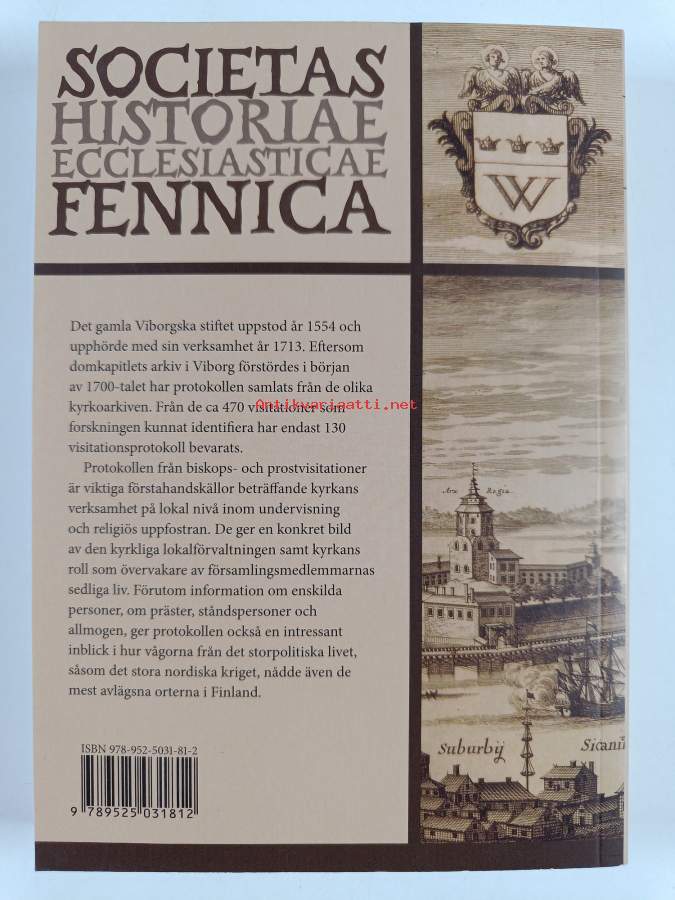 SOCIETAS
HISTORIAE
ECCLESIASTICAE
FENNICA
W
Det gamla Viborgska stiftet uppstod år 1554 och
upphörde med sin verksamhet år 1713. Eftersom
domkapitlets arkiv i Viborg förstördes i början
av 1700-talet har protokollen samlats från de olika
kyrkoarkiven. Från de ca 470 visitationer som
Antikvariaatti.net
forskningen kunnat identifiera har endast 130
visitationsprotokoll bevarats.
Protokollen från biskops- och prostvisitationer
är viktiga förstahandskällor beträffande kyrkans
verksamhet på lokal nivå inom undervisning
och religiös uppfostran. De ger en konkret bild
av den kyrkliga lokalförvaltningen samt kyrkans
roll som övervakare av församlingsmedlemmarnas
sedliga liv. Förutom information om enskilda
personer, om präster, ståndspersoner och
allmogen, ger protokollen också en intressant
inblick i hur vågorna från det storpolitiska livet,
såsom det stora nordiska kriget, nådde även de
mest avlägsna orterna i Finland.
Arx Regia
Suburbij Sicani
ISBN 978-952-5031-81-2
9 789525 031812